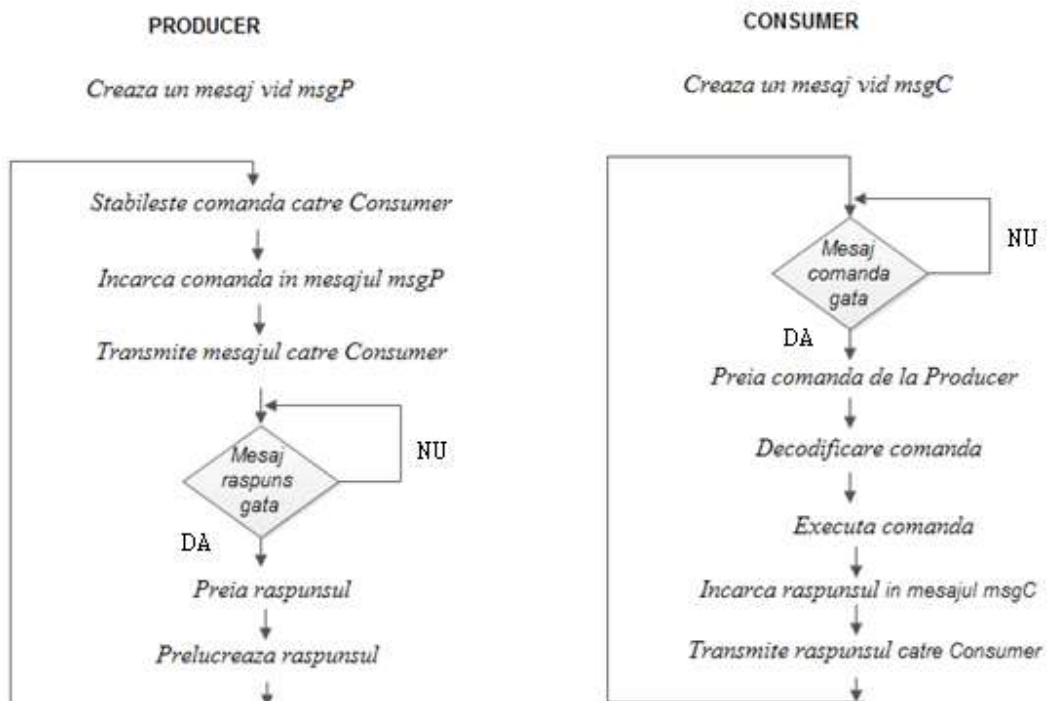 PRODUCER
Creaza un mesaj vid msgP
Stabileste comanda catre Consumer
Incarca comanda in mesajul msgP
Transmite mesajul catre Consumer
Mesaj
raspuns
gata
NU
DA
Preia raspunsul
Prelucreaza raspunsul
CONSUMER
Creaza un mesaj vid msgC
Mesaj
comanda
gata
NU
DA
Preia comanda de la Producer
Decodificare comanda
Executa comanda
Incarca raspunsul in mesajul msgC
Transmite raspunsul catre Consumer